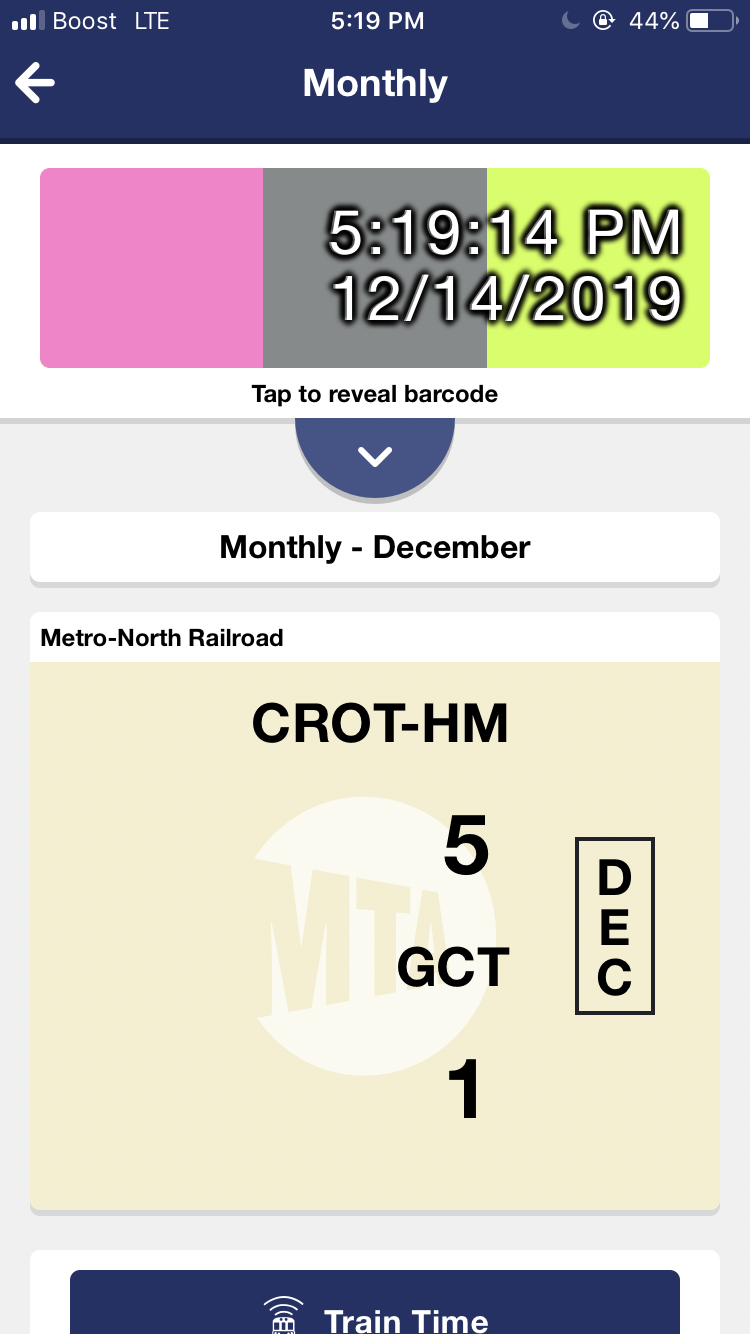 Boost LTE 5:19 PM 44%
Monthly
5:19:14 PM
12/14/2019
Tap to reveal barcode
Monthly - December
Metro-North Railroad
CROT-HM
5
GCT
1
MTA
D
E
C
Train Time